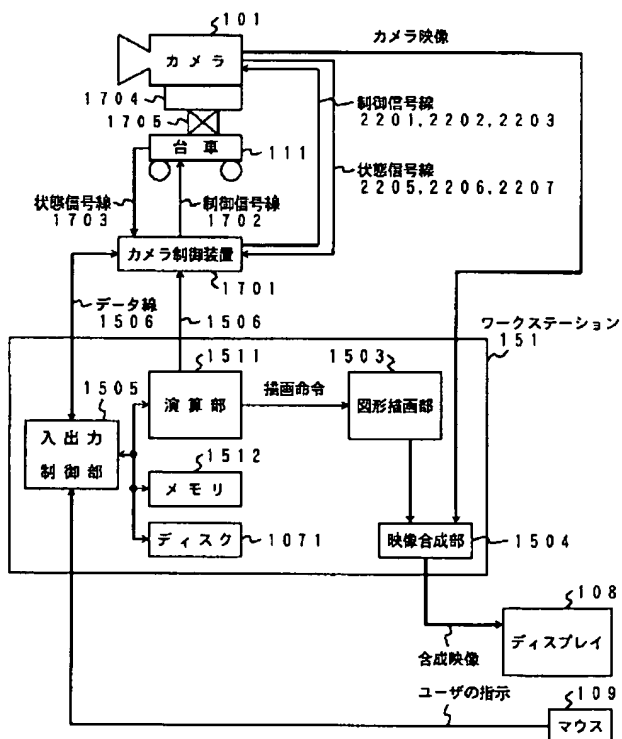 101
カメラ映像
カメラ
1704
1705
制御信号線
2201,2202,2203
台車
111
状態信号線
2205,2206,2207
状態信号線
1703
制御信号線
1702
カメラ制御装置
1701
データ線
1506
1506
ワークステーション
151
1511
1503
1505
描画命令
演算部
図形描画部
入出力
制御部
1512
メモリ
ディスク
1071
映像合成部
1504
108
ディスプレイ
合成映像
ユーザの指示
109
マウス